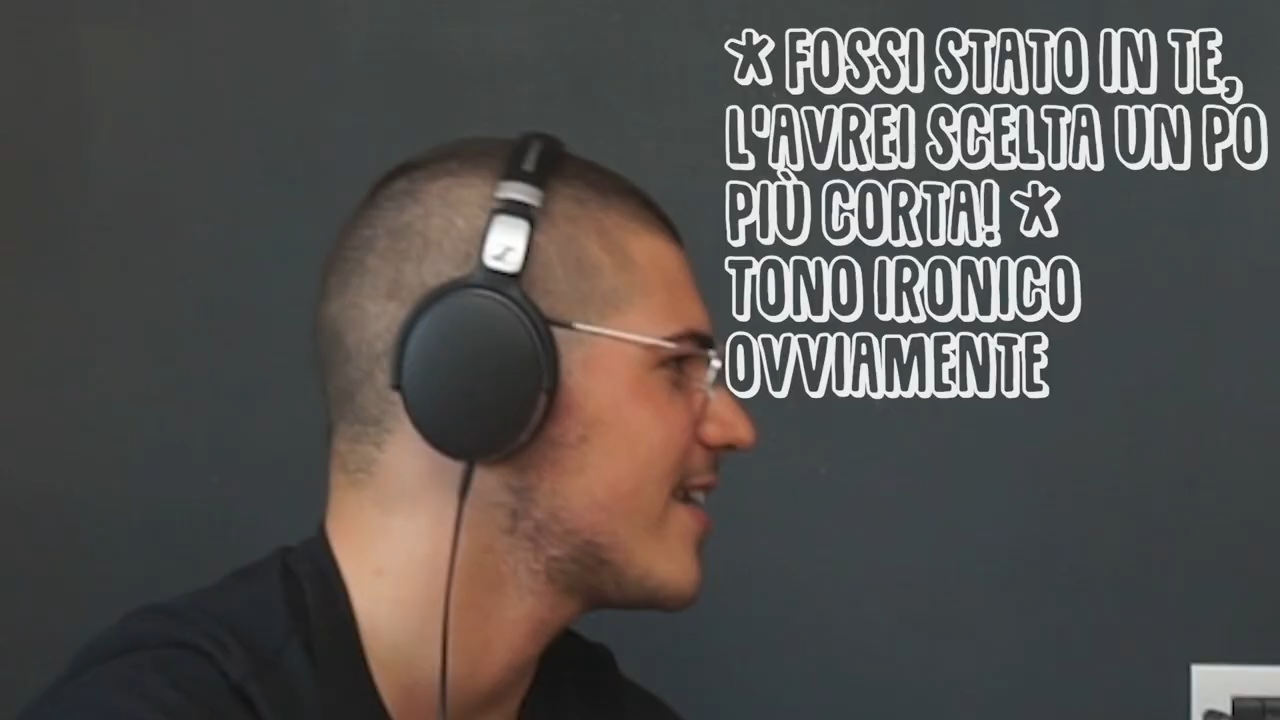 * FOSSI STATO IN TE,
L'AVREI SCELTA UN PO
PIÙ CORTA! *
TONO IRONICO
OVVIAMENTE